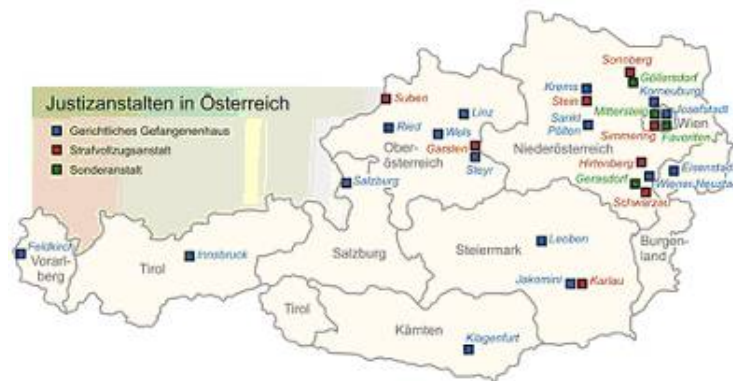 Justizanstalten in Österreich
Gerichtliches Gefangenenhaus
Strafvollzugsanstalt
Sonderanstalt
Sonnberg
Göllersdorf
Krems
Korneuburg
Stein
Mittersteig
Josefstadt
Wien
Sankt
Pölten
Simmering
Favoriten
Niederösterreich
Suben
Linz
Ried
Wels
Garsten
Ober-
österreich
Steyr
Hirtenberg
Eisenstadt
Gerasdorf
Wiener Neustadt
Schwarzau
Salzburg
Feldkirch
Vorarl-
berg
Innsbruck
Tirol
Salzburg
Steiermark
Leoben
Burgen-
land
Jakomini
Karlau
Tirol
Kärnten
Klagenfurt